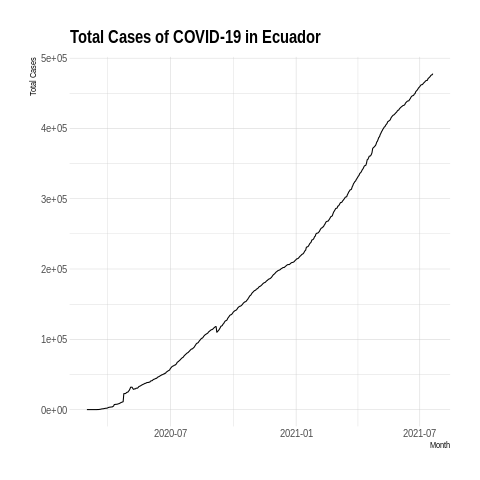 Total Cases of COVID-19 in Ecuador
Total Cases
5e+05
4e+05
3e+05
2e+05
1e+05
0e+00
2020-07
2021-01
2021-07
Month